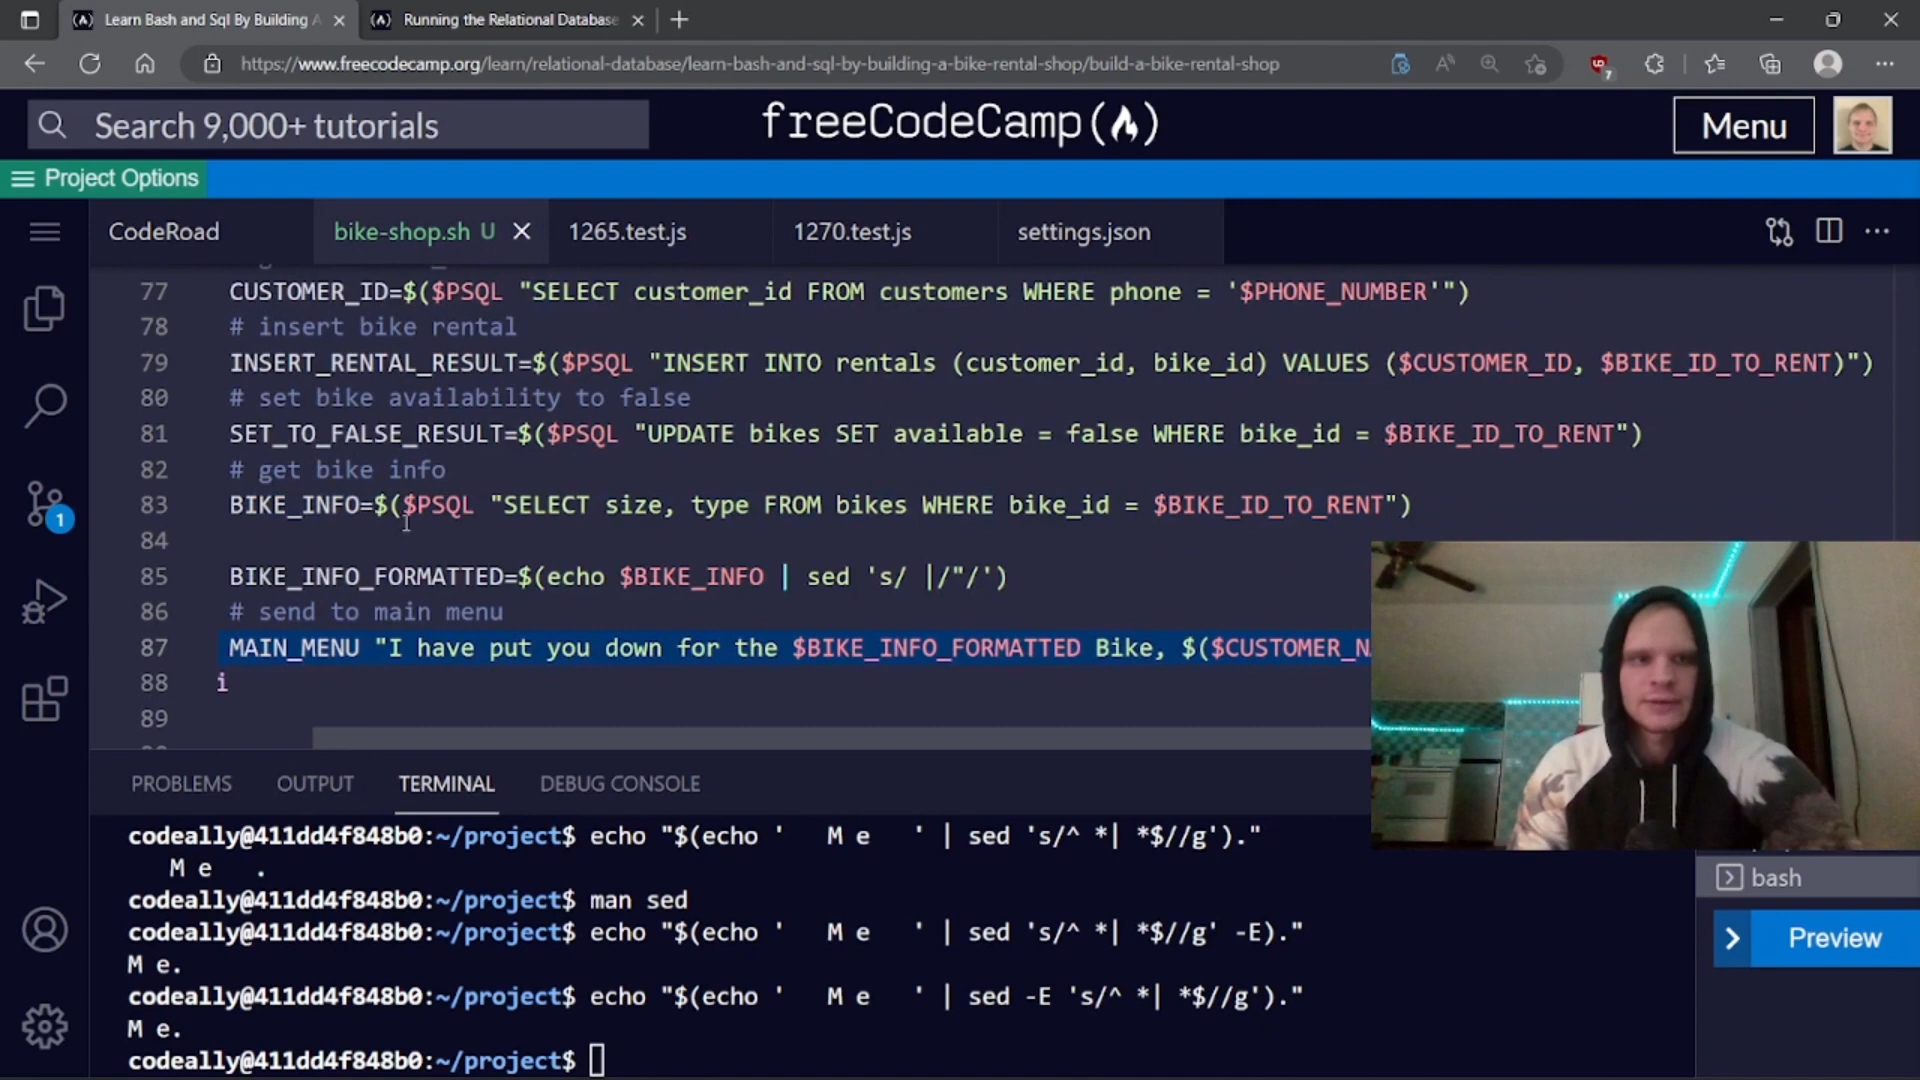 Learn Bash and Sql By Building A
Running the Relational Database
https://www.freecodecamp.org/learn/relational-database/learn-bash-and-sql-by-building-a-bike-rental-shop/build-a-bike-rental-shop
7
Search 9,000+ tutorials
freeCodeCamp
Menu
Project Options
CodeRoad
bike-shop.sh U
1265.test.js
1270.test.js
settings.json
77 CUSTOMER_ID=$($PSQL "SELECT customer_id FROM customers WHERE phone = '$PHONE_NUMBER'")
78 # insert bike rental
79 INSERT_RENTAL_RESULT=$($PSQL "INSERT INTO rentals (customer_id, bike_id) VALUES ($CUSTOMER_ID, $BIKE_ID_TO_RENT)")
80 # set bike availability to false
81 SET_TO_FALSE_RESULT=$($PSQL "UPDATE bikes SET available = false WHERE bike_id = $BIKE_ID_TO_RENT")
82 # get bike info
83 BIKE_INFO=$($PSQL "SELECT size, type FROM bikes WHERE bike_id = $BIKE_ID_TO_RENT")
84
85 BIKE_INFO_FORMATTED=$(echo $BIKE_INFO | sed 's/ |/"/')
86 # send to main menu
87 MAIN_MENU "I have put you down for the $BIKE_INFO_FORMATTED Bike, $($CUSTOMER_N
88 i
89
1
PROBLEMS
OUTPUT
TERMINAL
DEBUG CONSOLE
codeally@411dd4f848b0:~/project$ echo "$(echo '   M e   ' | sed 's/^ *| *$//g')."
   M e   .
codeally@411dd4f848b0:~/project$ man sed
codeally@411dd4f848b0:~/project$ echo "$(echo '   M e   ' | sed 's/^ *| *$//g' -E)."
M e.
codeally@411dd4f848b0:~/project$ echo "$(echo '   M e   ' | sed -E 's/^ *| *$//g')."
M e.
codeally@411dd4f848b0:~/project$
bash
Preview